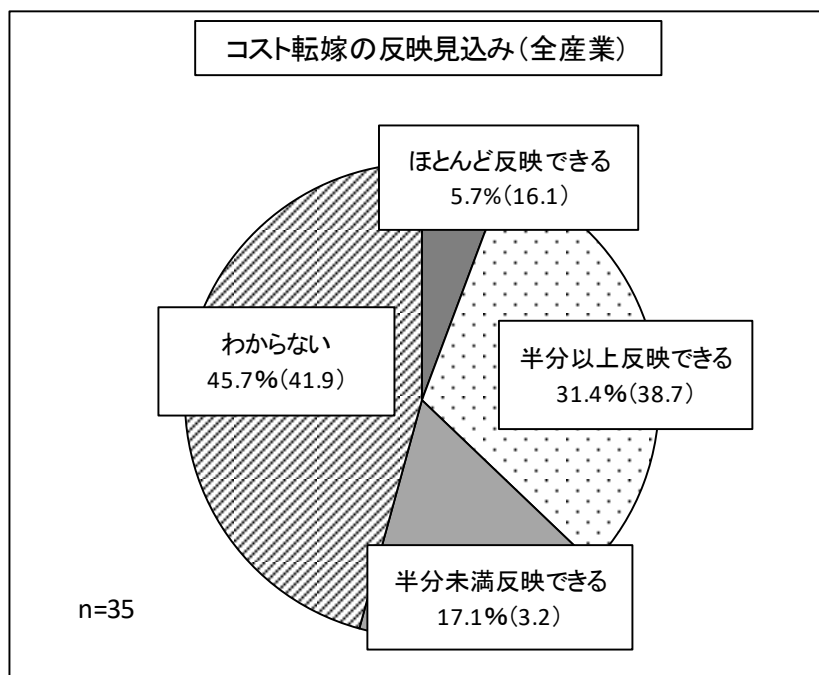 コスト転嫁の反映見込み(全産業)
ほとんど反映できる
5.7%(16.1)
半分以上反映できる
31.4%(38.7)
わからない
45.7%(41.9)
半分未満反映できる
17.1%(3.2)
n=35